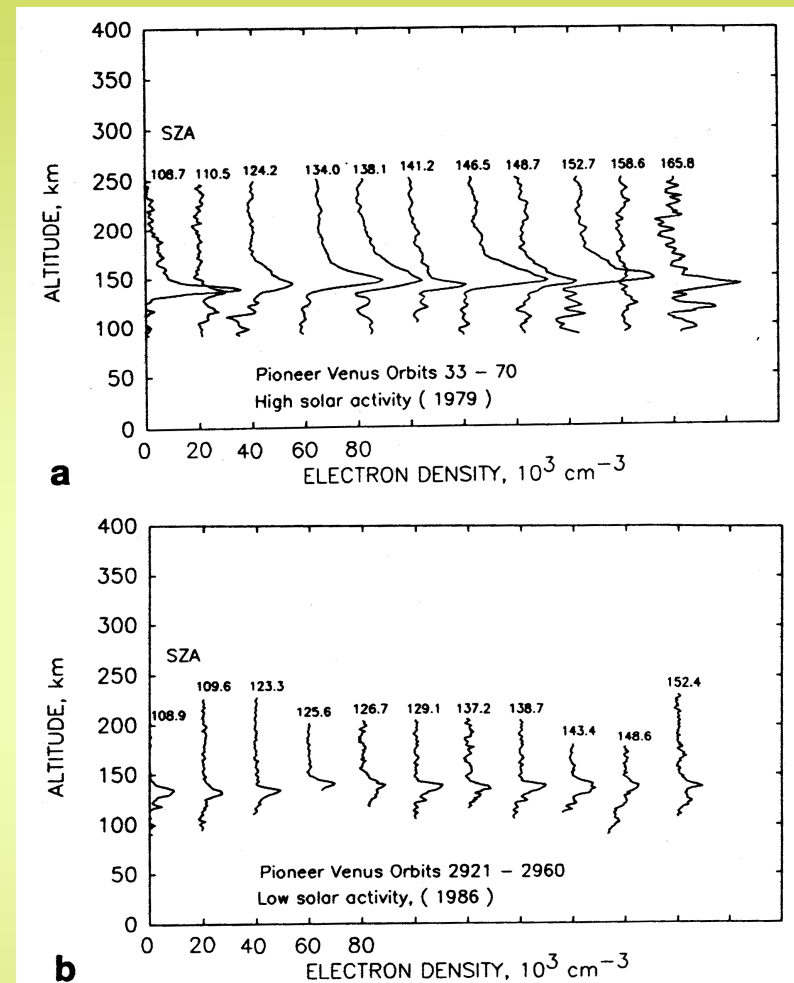 400
350
300
250
200
150
100
50
0
ALTITUDE, km
SZA
108.7 110.5 124.2 134.0 138.1 141.2 146.5 148.7 152.7 158.6 165.8
Pioneer Venus Orbits 33 – 70
High solar activity ( 1979 )
0 20 40 60 80
a
ELECTRON DENSITY, 10³ cm⁻³
400
350
300
250
200
150
100
50
0
ALTITUDE, km
SZA
108.9 109.6 123.3 125.6 126.7 129.1 137.2 138.7 143.4 148.6 152.4
Pioneer Venus Orbits 2921 – 2960
Low solar activity, ( 1986 )
0 20 40 60 80
b
ELECTRON DENSITY, 10³ cm⁻³